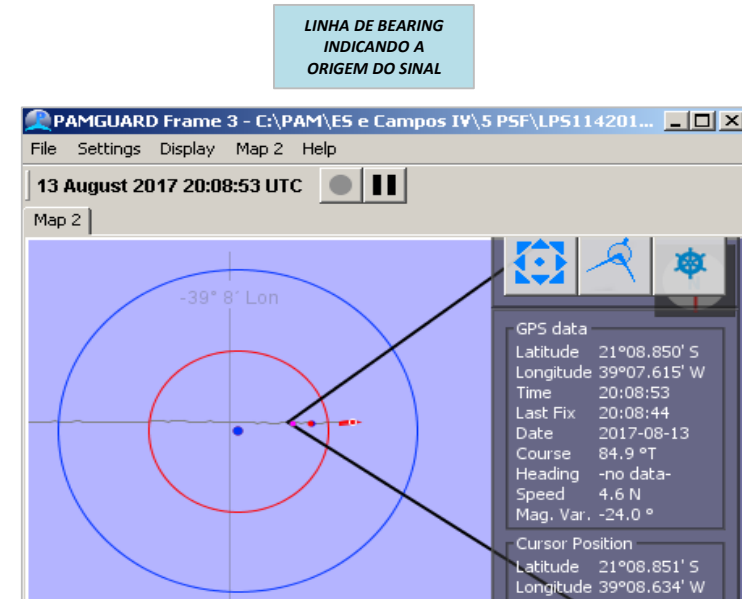 LINHA DE BEARING
INDICANDO A
ORIGEM DO SINAL
PAMGUARD Frame 3 - C:\PAM\ES e Campos IV\5 PSF\LPS114201...
File Settings Display Map 2 Help
13 August 2017 20:08:53 UTC
Map 2
-39° 8' Lon
GPS data
Latitude 21°08.850' S
Longitude 39°07.615' W
Time 20:08:53
Last Fix 20:08:44
Date 2017-08-13
Course 84.9 °T
Heading -no data-
Speed 4.6 N
Mag. Var. -24.0 °
Cursor Position
Latitude 21°08.851' S
Longitude 39°08.634' W